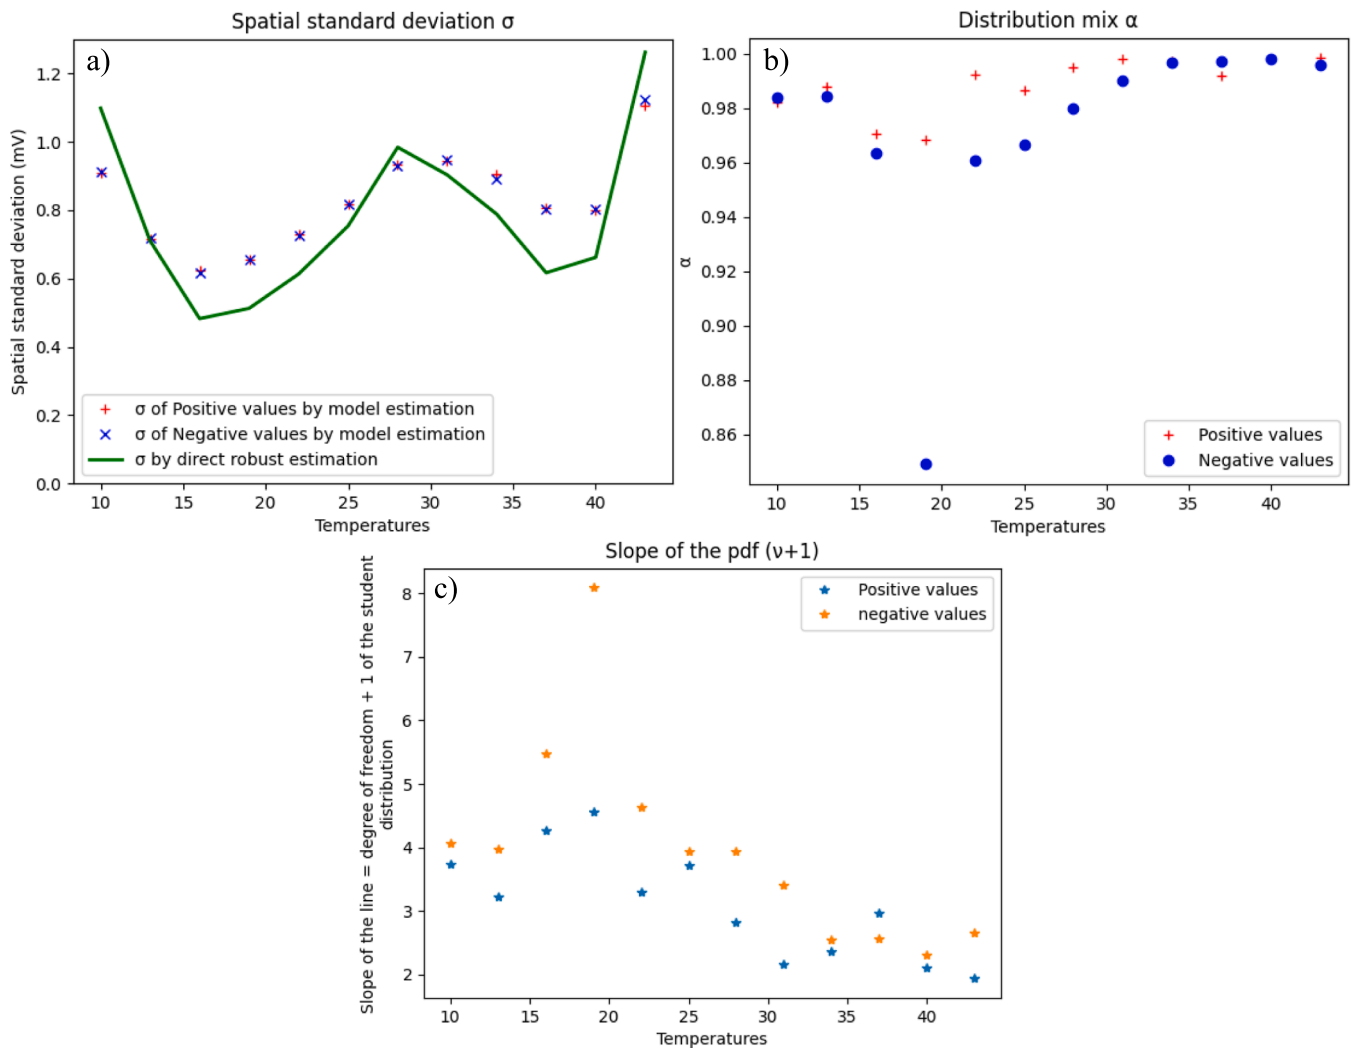 Spatial standard deviation σ
a)
Spatial standard deviation (mV)
1.2
1.0
0.8
0.6
0.4
0.2
0.0
σ of Positive values by model estimation
σ of Negative values by model estimation
σ by direct robust estimation
10 15 20 25 30 35 40
Temperatures
Distribution mix α
b)
α
1.00
0.98
0.96
0.94
0.92
0.90
0.88
0.86
Positive values
Negative values
10 15 20 25 30 35 40
Temperatures
Slope of the pdf (ν+1)
c)
Slope of the line = degree of freedom + 1 of the student
distribution
8
7
6
5
4
3
2
Positive values
negative values
10 15 20 25 30 35 40
Temperatures